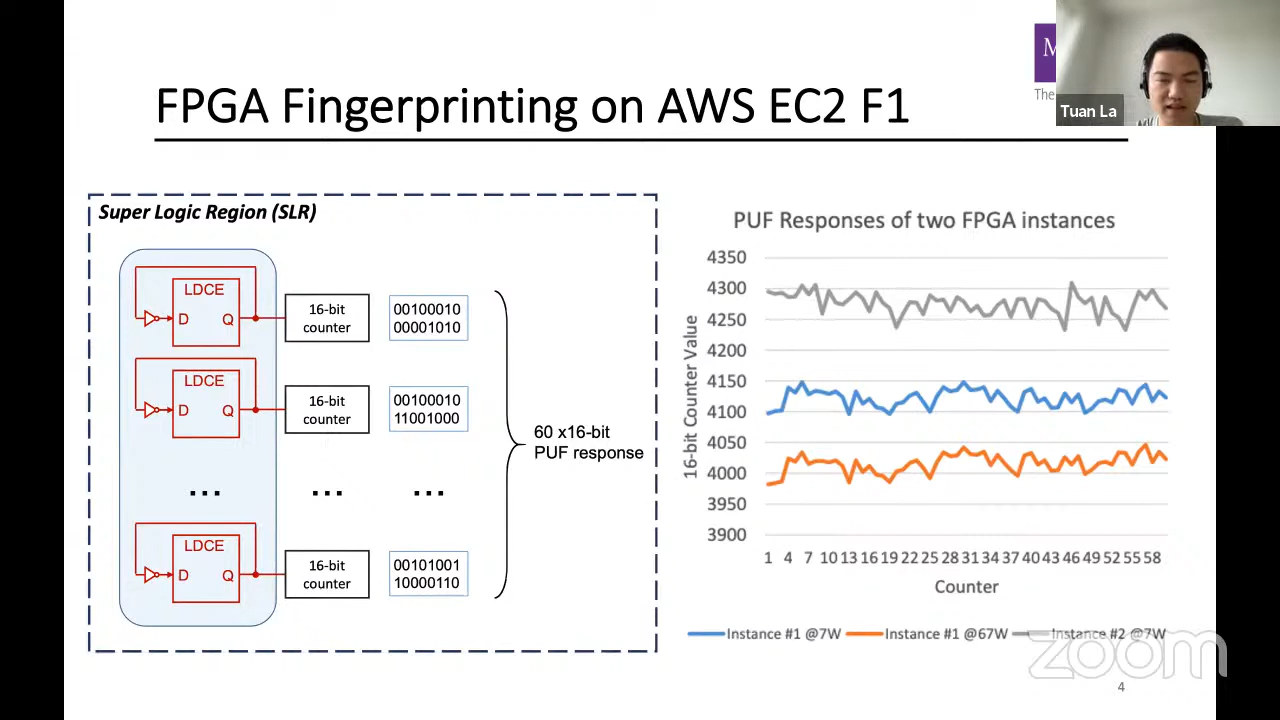 FPGA Fingerprinting on AWS EC2 F1
M
The
Tuan La
Super Logic Region (SLR)
LDCE
D
Q
16-bit
counter
00100010
00001010
LDCE
D
Q
16-bit
counter
00100010
11001000
...
...
...
LDCE
D
Q
16-bit
counter
00101001
10000110
60 x16-bit
PUF response
PUF Responses of two FPGA instances
16-bit Counter Value
4350
4300
4250
4200
4150
4100
4050
4000
3950
3900
1 4 7 10 13 16 19 22 25 28 31 34 37 40 43 46 49 52 55 58
Counter
Instance #1 @7W Instance #1 @67W Instance #2 @7W
zoom
4